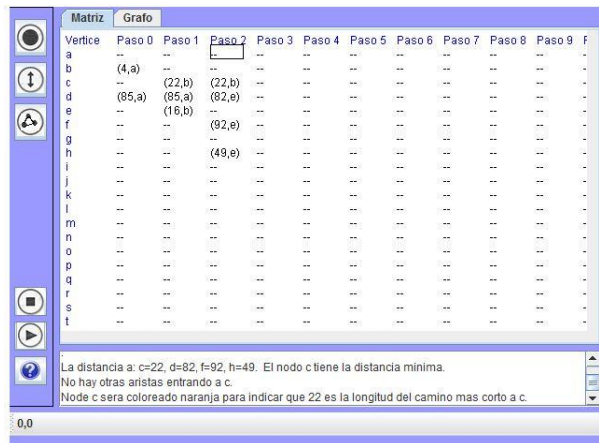 Matriz Grafo
Vertice Paso 0 Paso 1 Paso 2 Paso 3 Paso 4 Paso 5 Paso 6 Paso 7 Paso 8 Paso 9 F
a -- -- -- -- -- -- -- -- -- -- -
b (4,a) -- -- -- -- -- -- -- -- -- -
c -- (22,b) (22,b) -- -- -- -- -- -- -- -
d (85,a) (85,a) (82,e) -- -- -- -- -- -- -- -
e -- (16,b) -- -- -- -- -- -- -- -- -
f -- -- (92,e) -- -- -- -- -- -- -- -
g -- -- -- -- -- -- -- -- -- -- -
h -- -- (49,e) -- -- -- -- -- -- -- -
i -- -- -- -- -- -- -- -- -- -- -
j -- -- -- -- -- -- -- -- -- -- -
k -- -- -- -- -- -- -- -- -- -- -
l -- -- -- -- -- -- -- -- -- -- -
m -- -- -- -- -- -- -- -- -- -- -
n -- -- -- -- -- -- -- -- -- -- -
o -- -- -- -- -- -- -- -- -- -- -
p -- -- -- -- -- -- -- -- -- -- -
q -- -- -- -- -- -- -- -- -- -- -
r -- -- -- -- -- -- -- -- -- -- -
s -- -- -- -- -- -- -- -- -- -- -
t -- -- -- -- -- -- -- -- -- -- -
La distancia a: c=22, d=82, f=92, h=49. El nodo c tiene la distancia minima.
No hay otras aristas entrando a c.
Node c sera coloreado naranja para indicar que 22 es la longitud del camino mas corto a c.
0,0